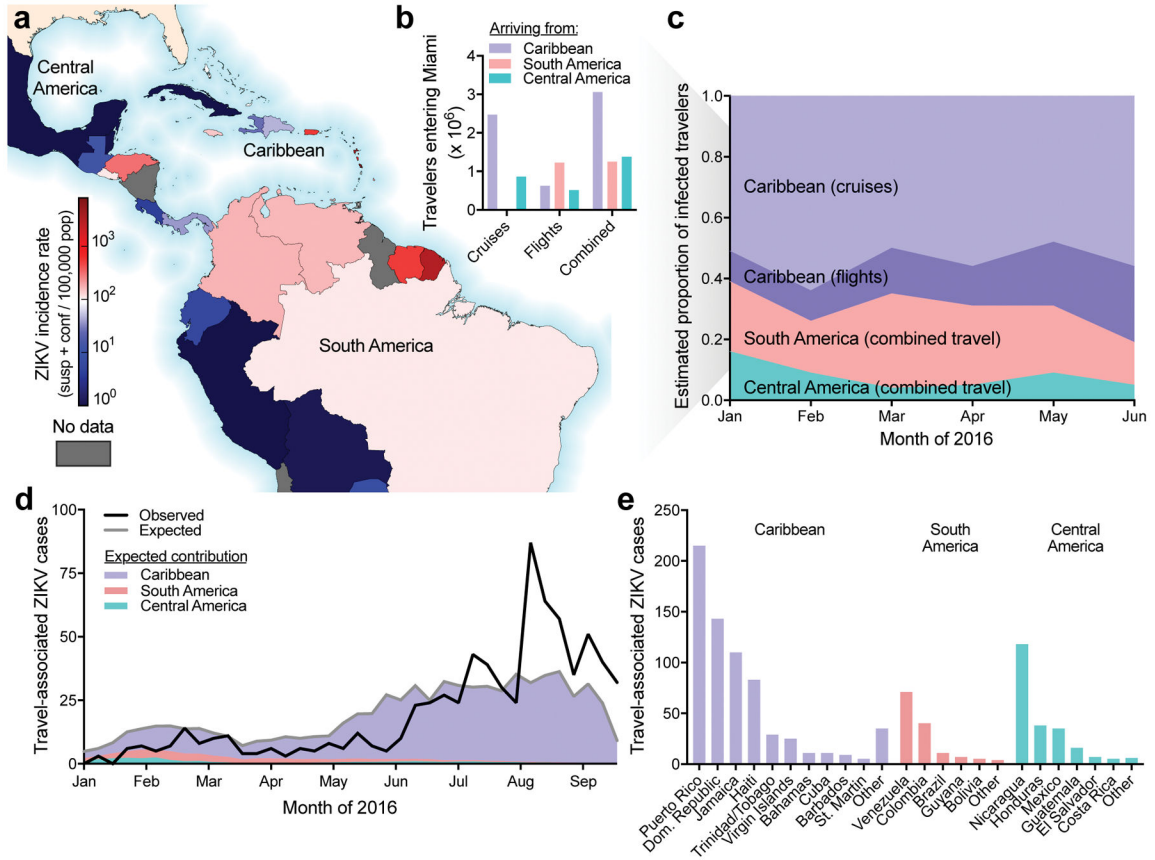 a
Central
America
Caribbean
South America
ZIKV incidence rate
(susp + conf / 100,000 pop)
10^3
10^2
10^1
10^0
No data
b
Arriving from:
Caribbean
South America
Central America
Travelers entering Miami
(x 10^6)
4
3
2
1
0
Cruises
Flights
Combined
c
Estimated proportion of infected travelers
1.0
0.8
0.6
0.4
0.2
0.0
Caribbean (cruises)
Caribbean (flights)
South America (combined travel)
Central America (combined travel)
Jan
Feb
Mar
Apr
May
Jun
Month of 2016
d
Travel-associated ZIKV cases
100
75
50
25
0
Observed
Expected
Expected contribution
Caribbean
South America
Central America
Jan
Feb
Mar
Apr
May
Jun
Jul
Aug
Sep
Month of 2016
e
Travel-associated ZIKV cases
250
200
150
100
50
0
Caribbean
South
America
Central
America
Puerto Rico
Dom. Republic
Jamaica
Haiti
Trinidad/Tobago
Virgin Islands
Bahamas
Cuba
Barbados
St. Martin
Other
Venezuela
Colombia
Brazil
Guyana
Bolivia
Other
Nicaragua
Honduras
Mexico
Guatemala
El Salvador
Costa Rica
Other